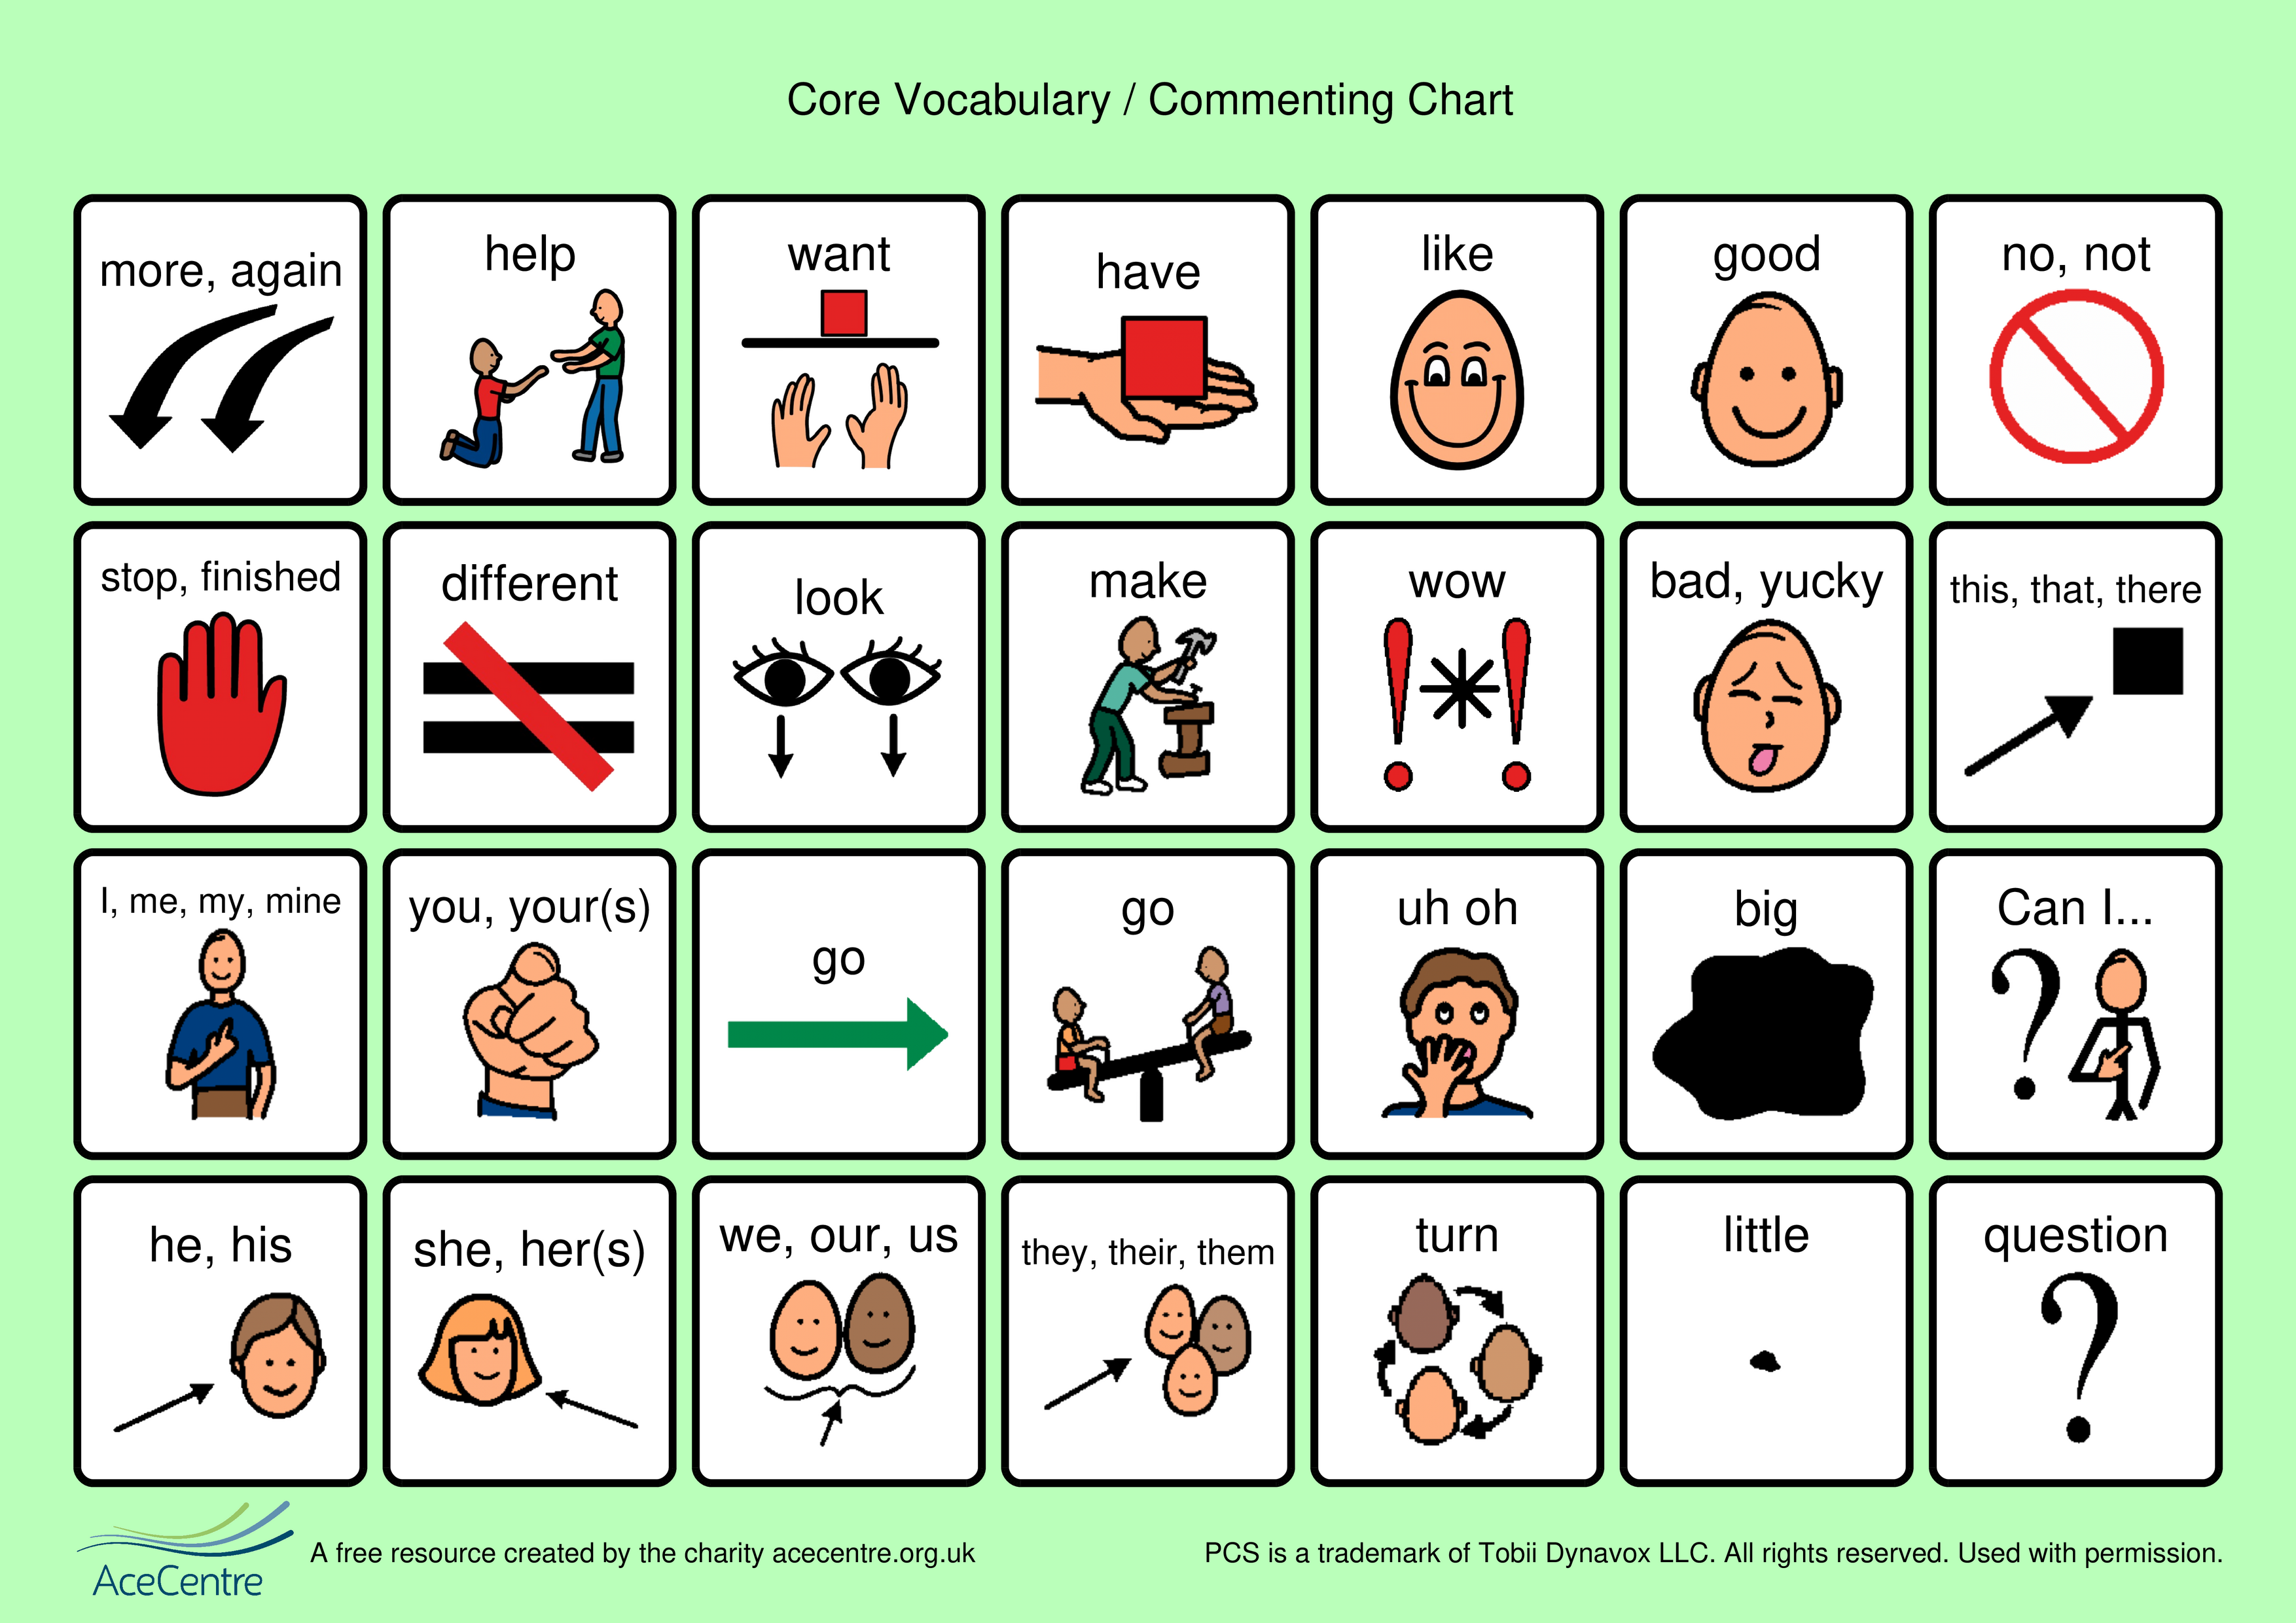 Core Vocabulary / Commenting Chart
more, again
help
want
have
like
good
no, not
stop, finished
different
look
make
wow
bad, yucky
this, that, there
I, me, my, mine
you, your(s)
go
go
uh oh
big
Can I...
he, his
she, her(s)
we, our, us
they, their, them
turn
little
question
AceCentre
A free resource created by the charity acecentre.org.uk
PCS is a trademark of Tobii Dynavox LLC. All rights reserved. Used with permission.